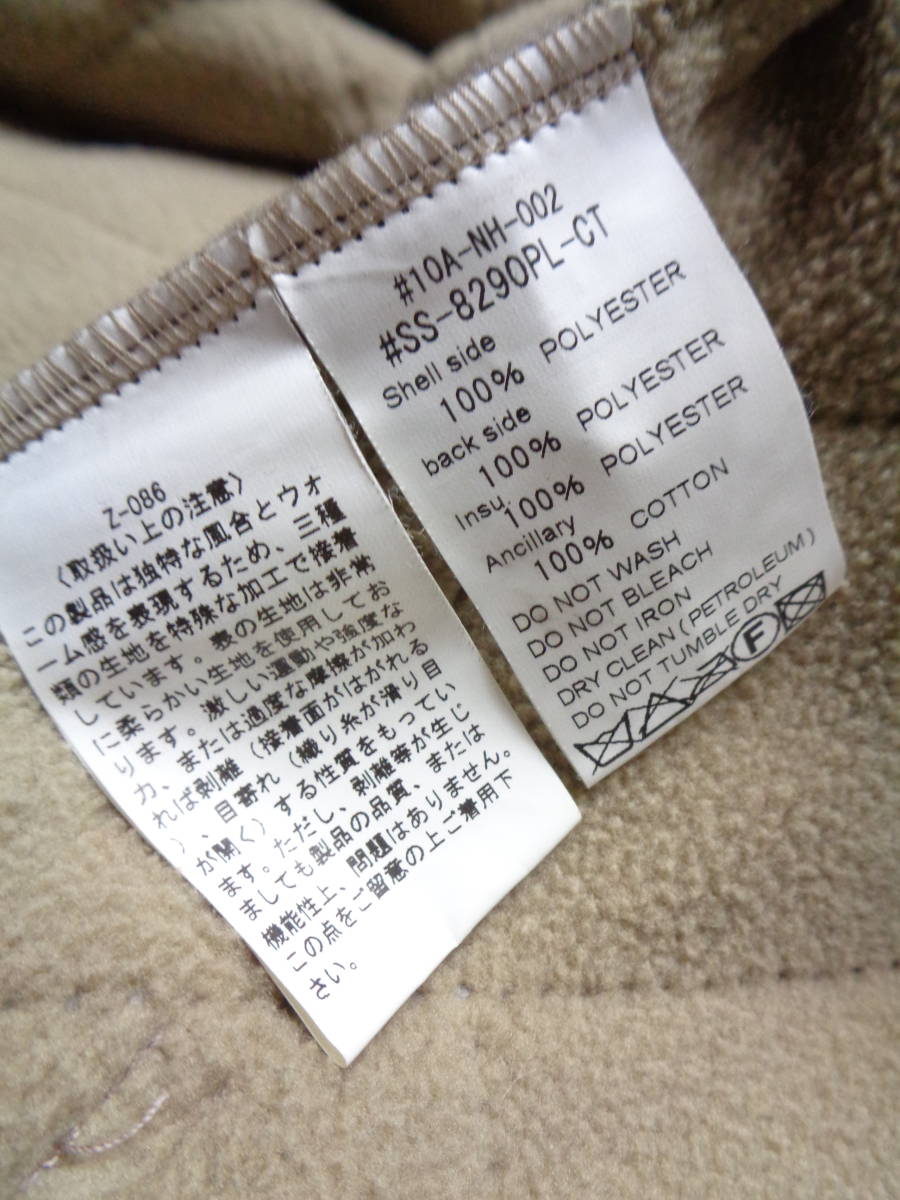 #10A-NH-002
#SS-8290PL-CT
Shell side
100% POLYESTER
back side
100% POLYESTER
Insu.
100% POLYESTER
Ancillary
100% COTTON
DO NOT WASH
DO NOT BLEACH
DO NOT IRON
DRY CLEAN(PETROLEUM)
DO NOT TUMBLE DRY
F
Z-086
〈取扱い上の注意〉
この製品は独特な風合とウォ
ーム感を表現するため、三種
類の生地を特殊な加工で接着
しています。表の生地は非常
に柔らかい生地を使用してお
ります。激しい運動や強度な
力、または過度な摩擦が加わ
れば剥離（接着面がはがれる
）、目寄れ（織り糸が滑り目
が開く）する性質をもってい
ます。ただし、剥離等が生じ
ましても製品の品質、または
機能性上、問題はありません。
この点をご留意の上ご着用下
さい。